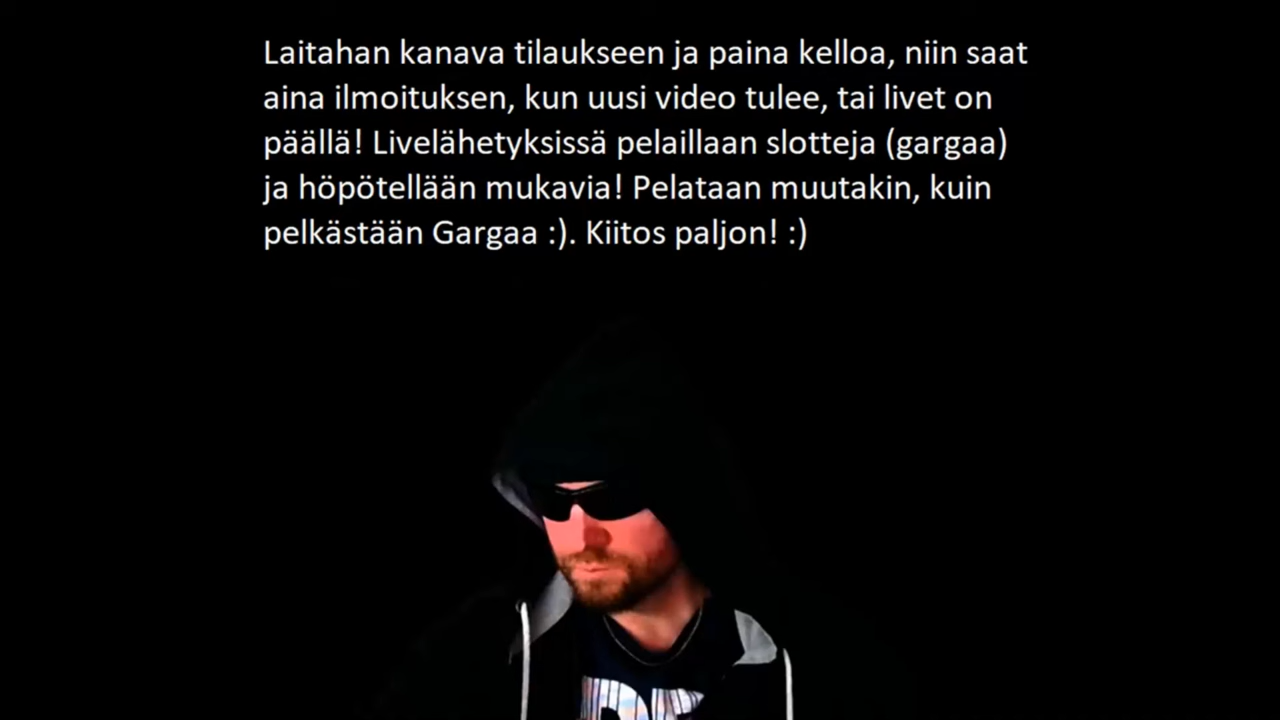 Laitahan kanava tilaukseen ja paina kelloa, niin saat
aina ilmoituksen, kun uusi video tulee, tai livet on
päällä! Livelähetyksissä pelaillaan slotteja (gargaa)
ja höpötellään mukavia! Pelataan muutakin, kuin
pelkästään Gargaa :). Kiitos paljon! :)